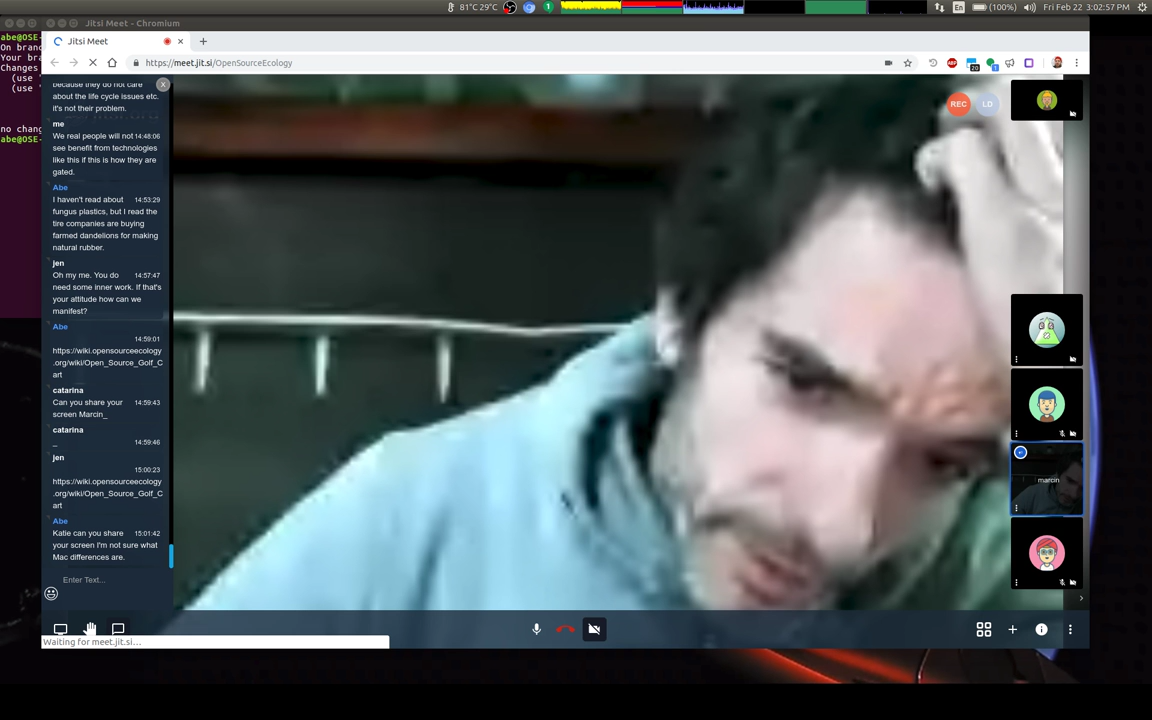 81°C 29°C
1
En
(100%)
Fri Feb 22 3:02:57 PM
Jitsi Meet - Chromium
abe@OSE-
On bran
Your bra
Changes
(use "
(use "
no chang
abe@OSE-
Jitsi Meet
https://meet.jit.si/OpenSourceEcology
ABP
20
because they do not care
about the life cycle issues etc.
it's not their problem.
me
We real people will not 14:48:06
see benefit from technologies
like this if this is how they are
gated.
Abe
I haven't read about 14:53:29
fungus plastics, but I read the
tire companies are buying
farmed dandelions for making
natural rubber.
jen
Oh my me. You do 14:57:47
need some inner work. If that's
your attitude how can we
manifest?
Abe
14:59:01
https://wiki.opensourceecology
.org/wiki/Open_Source_Golf_C
art
catarina
Can you share your 14:59:43
screen Marcin_
catarina
_ 14:59:46
jen
15:00:23
https://wiki.opensourceecology
.org/wiki/Open_Source_Golf_C
art
Abe
Katie can you share 15:01:42
your screen I'm not sure what
Mac differences are.
Enter Text...
REC
LD
marcin
Waiting for meet.jit.si...